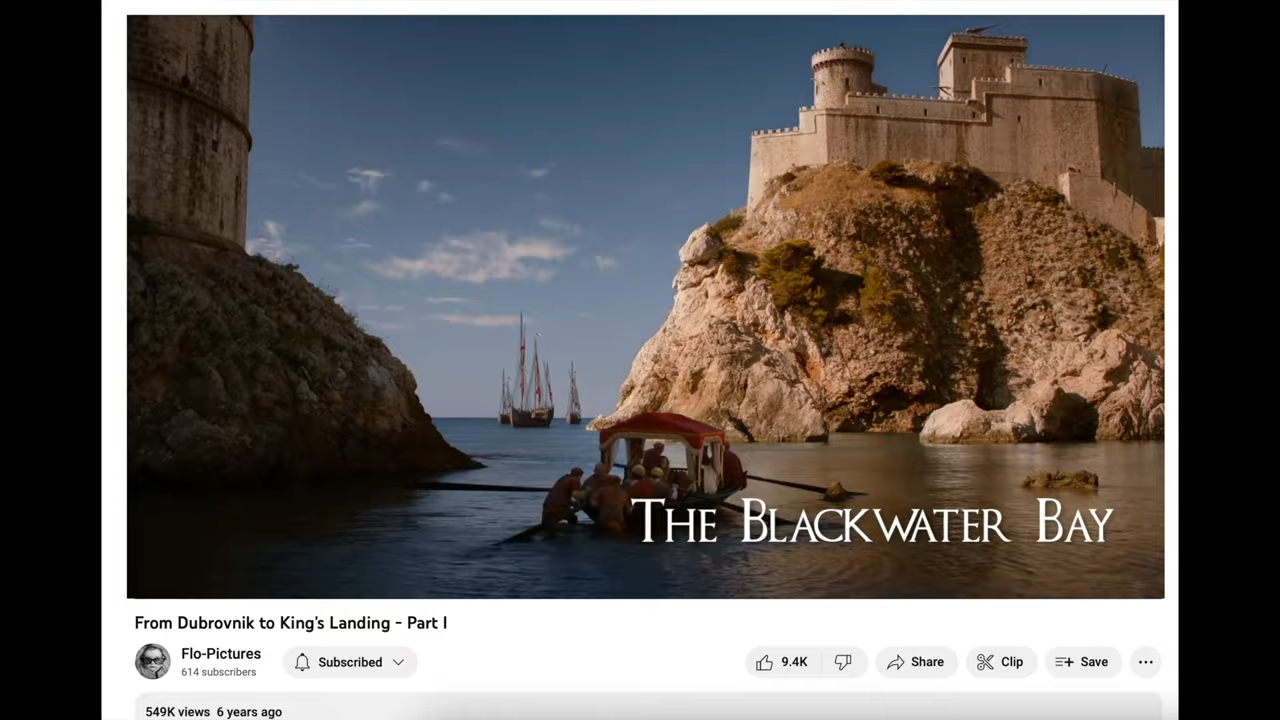 THE BLACKWATER BAY
From Dubrovnik to King's Landing - Part I
Flo-Pictures
614 subscribers
Subscribed
9.4K
Share
Clip
Save
549K views 6 years ago